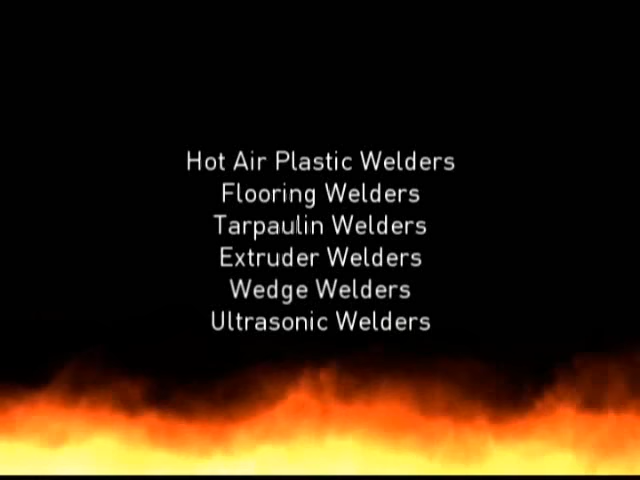 Hot Air Plastic Welders
Flooring Welders
Tarpaulin Welders
Extruder Welders
Wedge Welders
Ultrasonic Welders